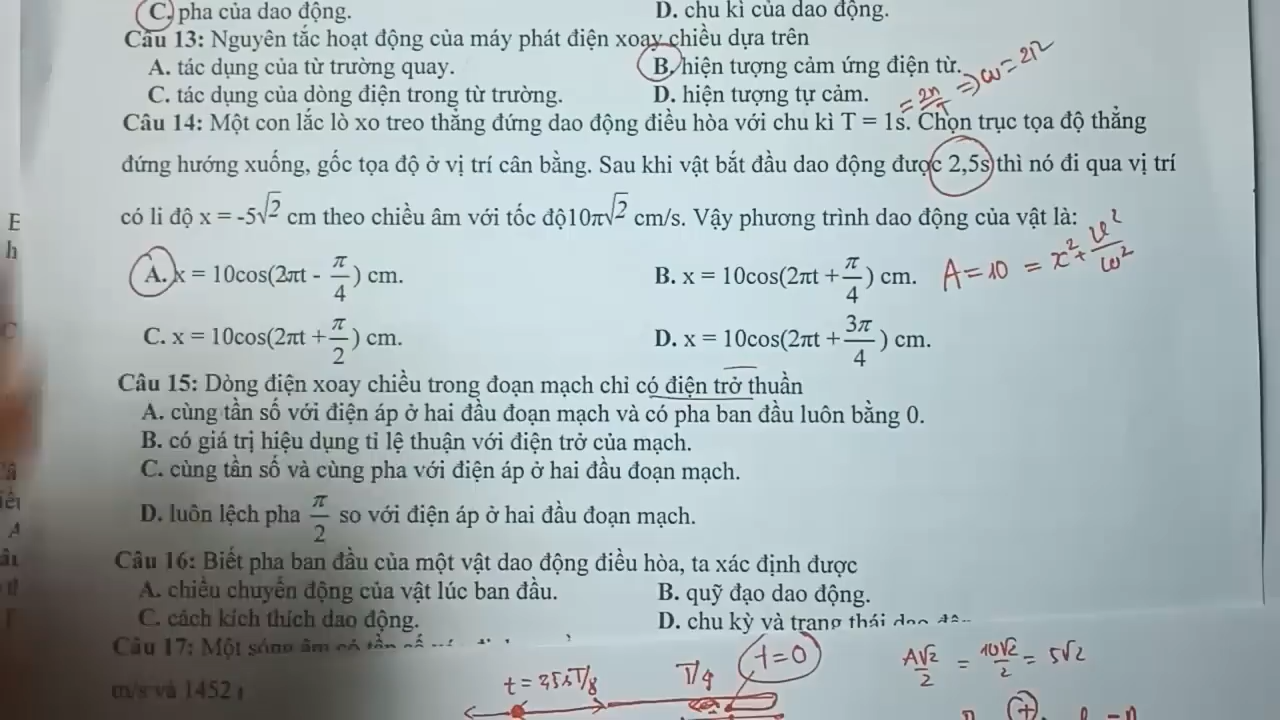 C. pha của dao động. D. chu kì của dao động.
Câu 13: Nguyên tắc hoạt động của máy phát điện xoay chiều dựa trên
A. tác dụng của từ trường quay. B. hiện tượng cảm ứng điện từ.
C. tác dụng của dòng điện trong từ trường. D. hiện tượng tự cảm.
= 2π/T => ω = 2π
Câu 14: Một con lắc lò xo treo thẳng đứng dao động điều hòa với chu kì T = 1s. Chọn trục tọa độ thẳng
đứng hướng xuống, gốc tọa độ ở vị trí cân bằng. Sau khi vật bắt đầu dao động được 2,5s thì nó đi qua vị trí
có li độ x = -5√2 cm theo chiều âm với tốc độ10π√2 cm/s. Vậy phương trình dao động của vật là:
A. x = 10cos(2πt - π/4) cm. B. x = 10cos(2πt + π/4) cm.
A = 10 = x² + v²/ω²
C. x = 10cos(2πt + π/2) cm. D. x = 10cos(2πt + 3π/4) cm.
Câu 15: Dòng điện xoay chiều trong đoạn mạch chỉ có điện trở thuần
A. cùng tần số với điện áp ở hai đầu đoạn mạch và có pha ban đầu luôn bằng 0.
B. có giá trị hiệu dụng tỉ lệ thuận với điện trở của mạch.
C. cùng tần số và cùng pha với điện áp ở hai đầu đoạn mạch.
D. luôn lệch pha π/2 so với điện áp ở hai đầu đoạn mạch.
Câu 16: Biết pha ban đầu của một vật dao động điều hòa, ta xác định được
A. chiều chuyển động của vật lúc ban đầu. B. quỹ đạo dao động.
C. cách kích thích dao động. D. chu kỳ và trạng thái dao
Câu 17: Một sóng âm có tần số
m/s và 1452
T/8 T/4 t=0
A√2/2 = 10√2/2 = 5√2
(+)